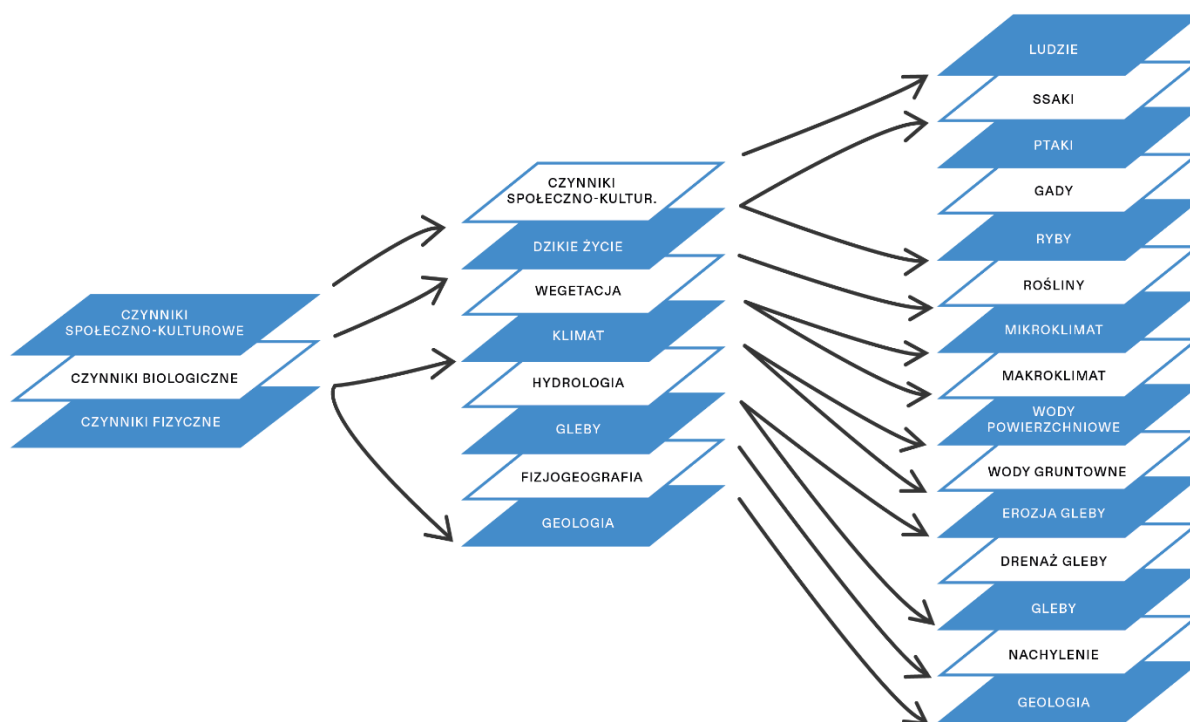 CZYNNIKI
SPOŁECZNO-KULTUROWE
CZYNNIKI BIOLOGICZNE
CZYNNIKI FIZYCZNE
CZYNNIKI
SPOŁECZNO-KULTUR.
DZIKIE ŻYCIE
WEGETACJA
KLIMAT
HYDROLOGIA
GLEBY
FIZJOGEOGRAFIA
GEOLOGIA
LUDZIE
SSAKI
PTAKI
GADY
RYBY
ROŚLINY
MIKROKLIMAT
MAKROKLIMAT
WODY
POWIERZCHNIOWE
WODY GRUNTOWNE
EROZJA GLEBY
DRENAŻ GLEBY
GLEBY
NACHYLENIE
GEOLOGIA